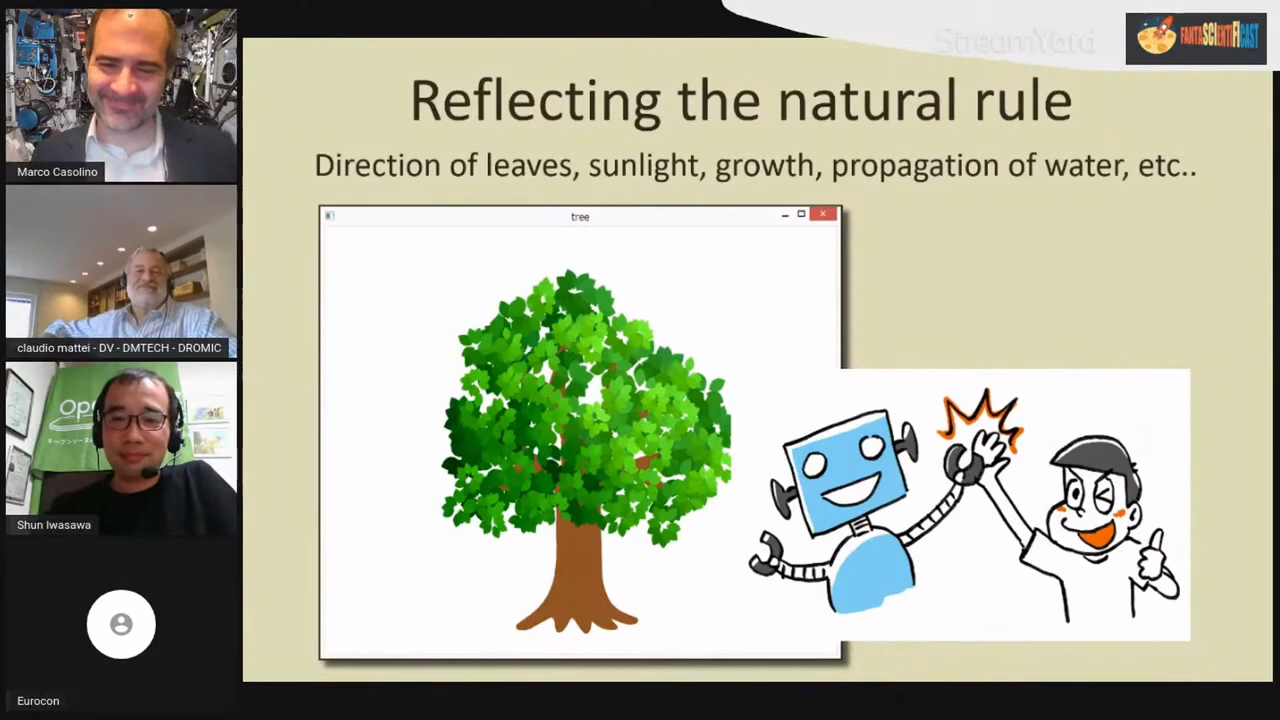 StreamYard
FANTASCIENTIFICAST
Reflecting the natural rule
Direction of leaves, sunlight, growth, propagation of water, etc..
tree
Marco Casolino
claudio mattei - DV - DMTECH - DROMIC
Ope
Shun Iwasawa
Eurocon